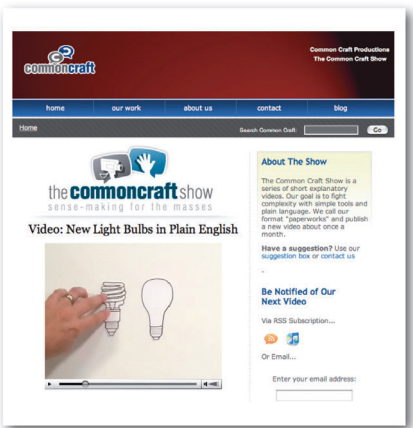 Common Craft Productions
The Common Craft Show
commoncraft
home our work about us contact blog
Home
Search Common Craft:
Go
the commoncraft show
sense-making for the masses
Video: New Light Bulbs in Plain English
About The Show
The Common Craft Show is a
series of short explanatory
videos. Our goal is to fight
complexity with simple tools and
plain language. We call our
format "paperworks" and publish
a new video about once a
month.
Have a suggestion? Use our
suggestion box or contact us
-
Be Notified of Our
Next Video
Via RSS Subscription...
Or Email...
Enter your email address: